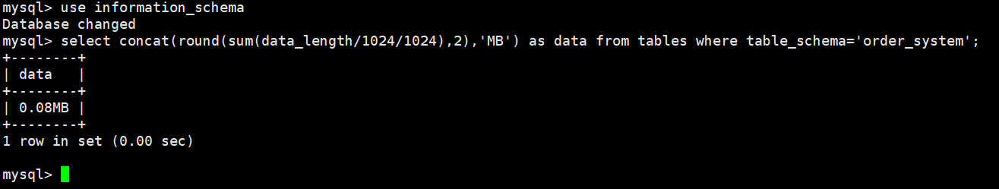 mysql> use information_schema
Database changed
mysql> select concat(round(sum(data_length/1024/1024),2),'MB') as data from tables where table_schema='order_system';
+--------+
| data   |
+--------+
| 0.08MB |
+--------+
1 row in set (0.00 sec)

mysql>